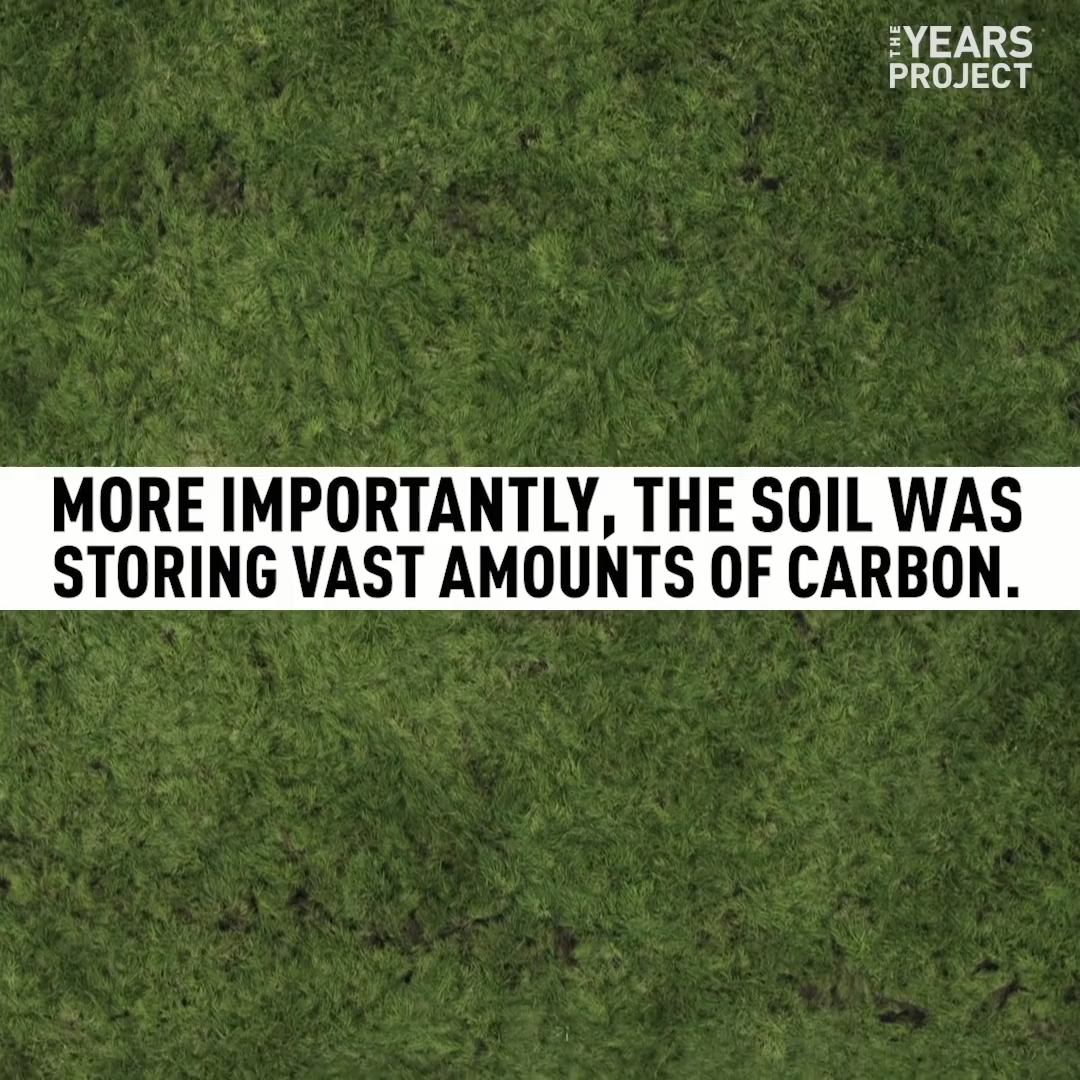 THE YEARS
PROJECT
MORE IMPORTANTLY, THE SOIL WAS
STORING VAST AMOUNTS OF CARBON.